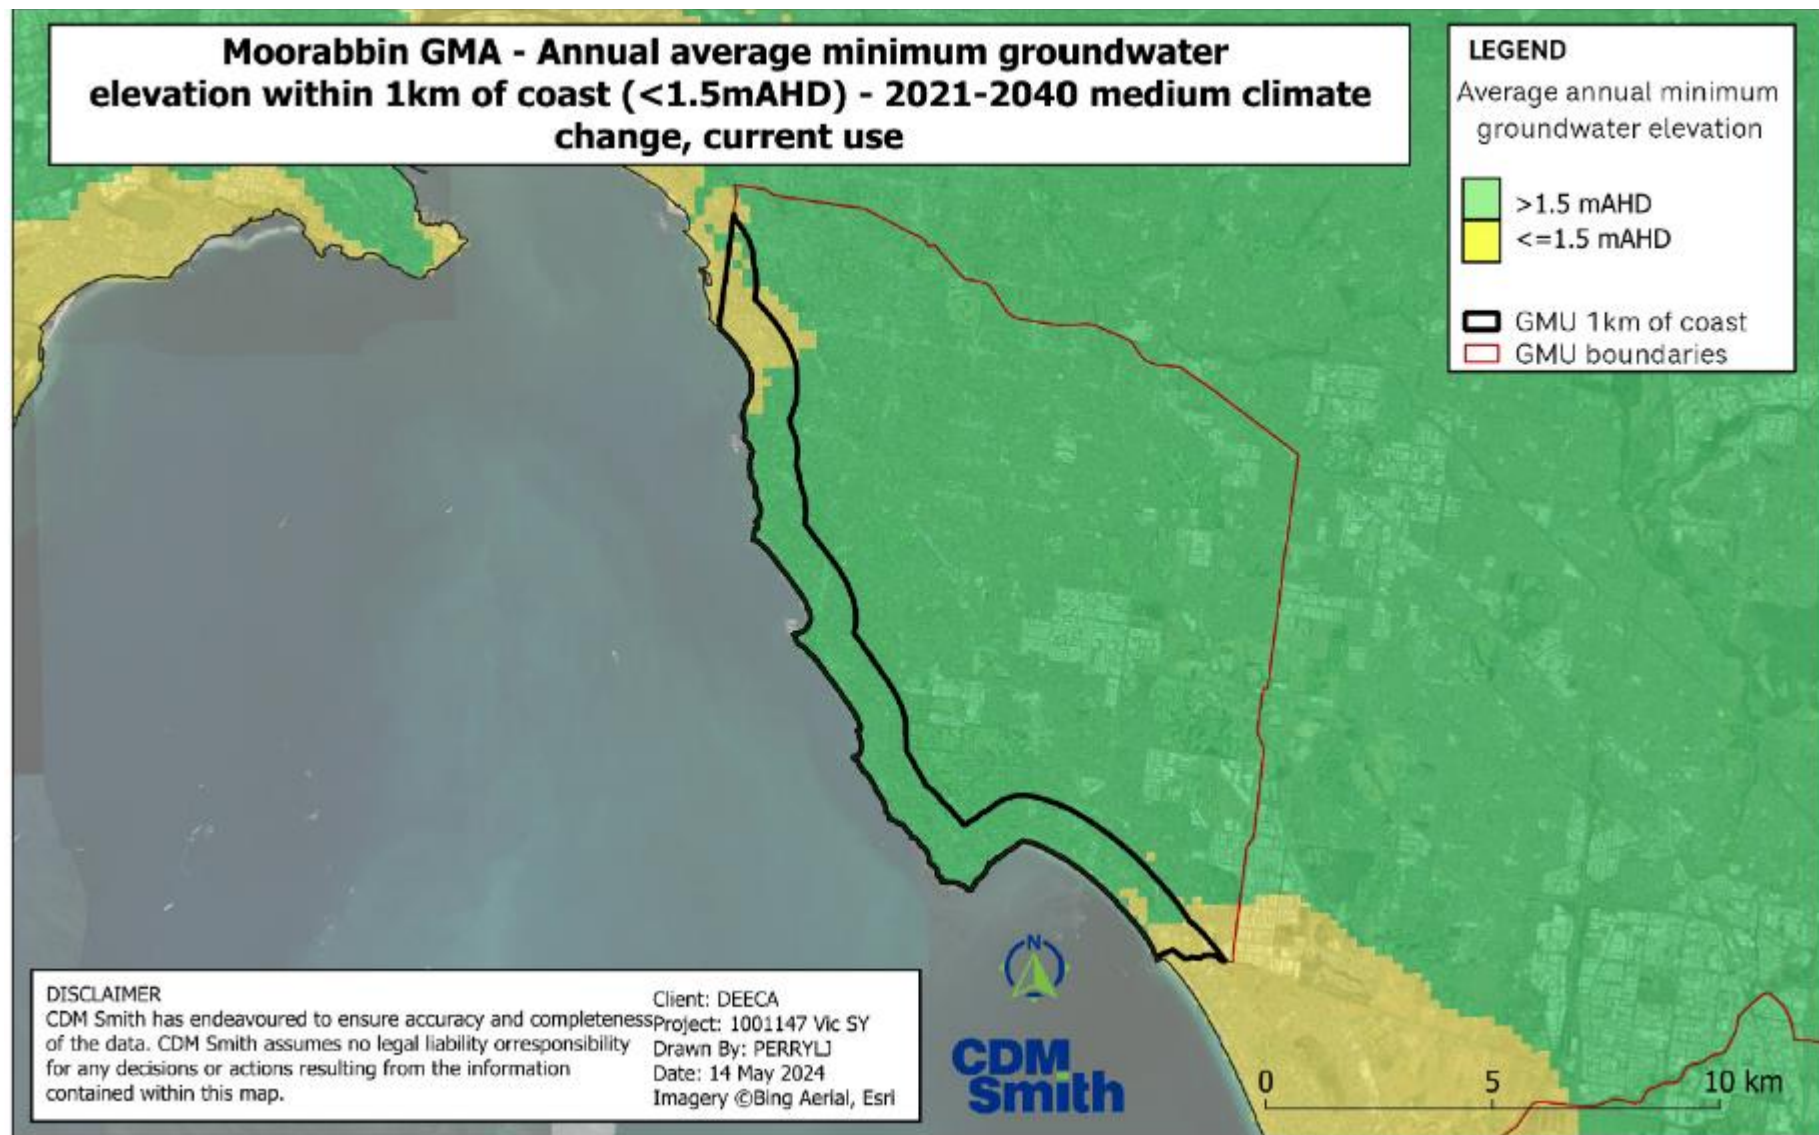 Moorabbin GMA - Annual average minimum groundwater
elevation within 1km of coast (<1.5mAHD) - 2021-2040 medium climate
change, current use
LEGEND
Average annual minimum
groundwater elevation
>1.5 mAHD
<=1.5 mAHD
GMU 1km of coast
GMU boundaries
DISCLAIMER
CDM Smith has endeavoured to ensure accuracy and completeness
of the data. CDM Smith assumes no legal liability orresponsibility
for any decisions or actions resulting from the information
contained within this map.
Client: DEECA
Project: 1001147 Vic SY
Drawn By: PERRYLJ
Date: 14 May 2024
Imagery ©Bing Aerial, Esri
N
CDM
Smith
0 5 10 km